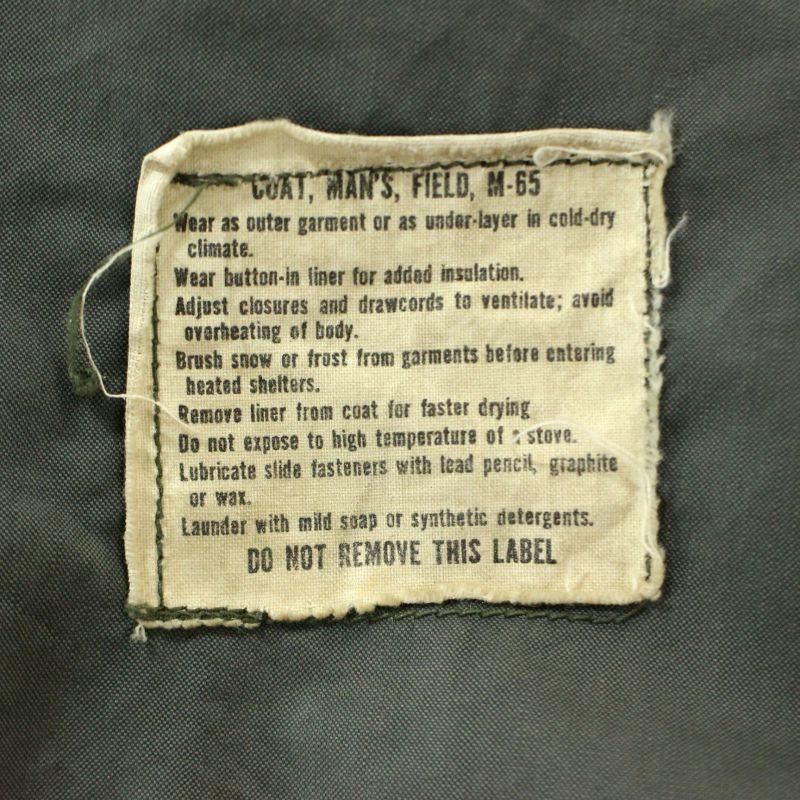 COAT, MAN'S, FIELD, M-65
Wear as outer garment or as under-layer in cold-dry
climate.
Wear button-in liner for added insulation.
Adjust closures and drawcords to ventilate; avoid
overheating of body.
Brush snow or frost from garments before entering
heated shelters.
Remove liner from coat for faster drying
Do not expose to high temperature of a stove.
Lubricate slide fasteners with lead pencil, graphite
or wax.
Launder with mild soap or synthetic detergents.
DO NOT REMOVE THIS LABEL